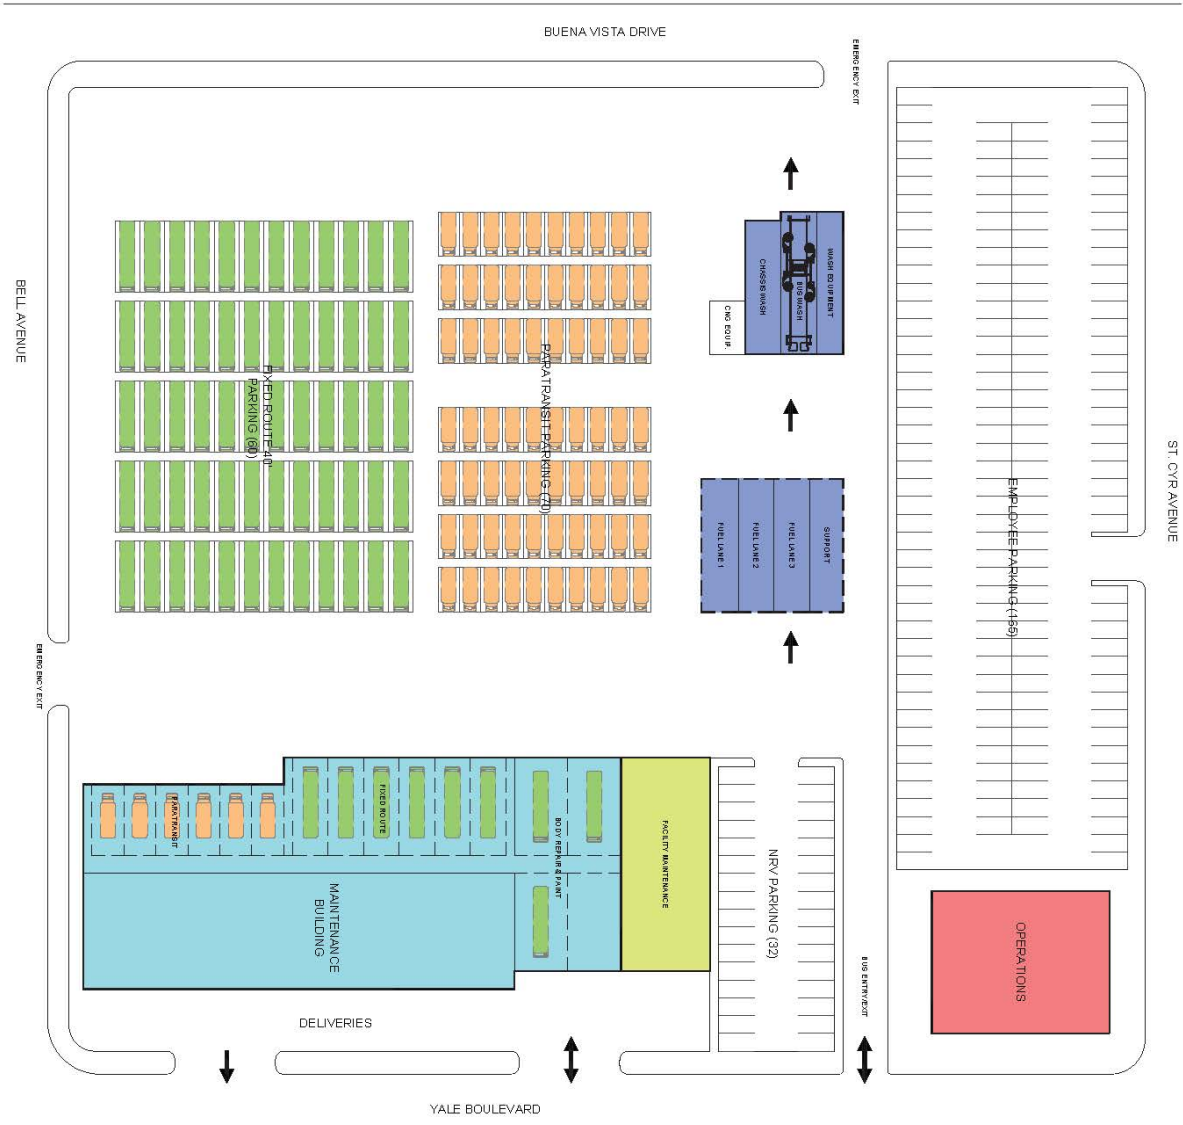 BUENA VISTA DRIVE
EMERGENCY EXIT
BELL AVENUE
FIXED ROUTE 40'
PARKING (60)
PARATRANSIT PARKING (70)
CNG EQUIP.
CHASSIS WASH
BUS WASH
WASH EQUIPMENT
FUEL LANE 1
FUEL LANE 2
FUEL LANE 3
SUPPORT
EMPLOYEE PARKING (165)
ST. CYR AVENUE
EMERGENCY EXIT
PARATRANSIT
FIXED ROUTE
BODY REPAIR & PAINT
FACILITY MAINTENANCE
MAINTENANCE
BUILDING
NRV PARKING (32)
BUS ENTRY/EXIT
OPERATIONS
DELIVERIES
YALE BOULEVARD